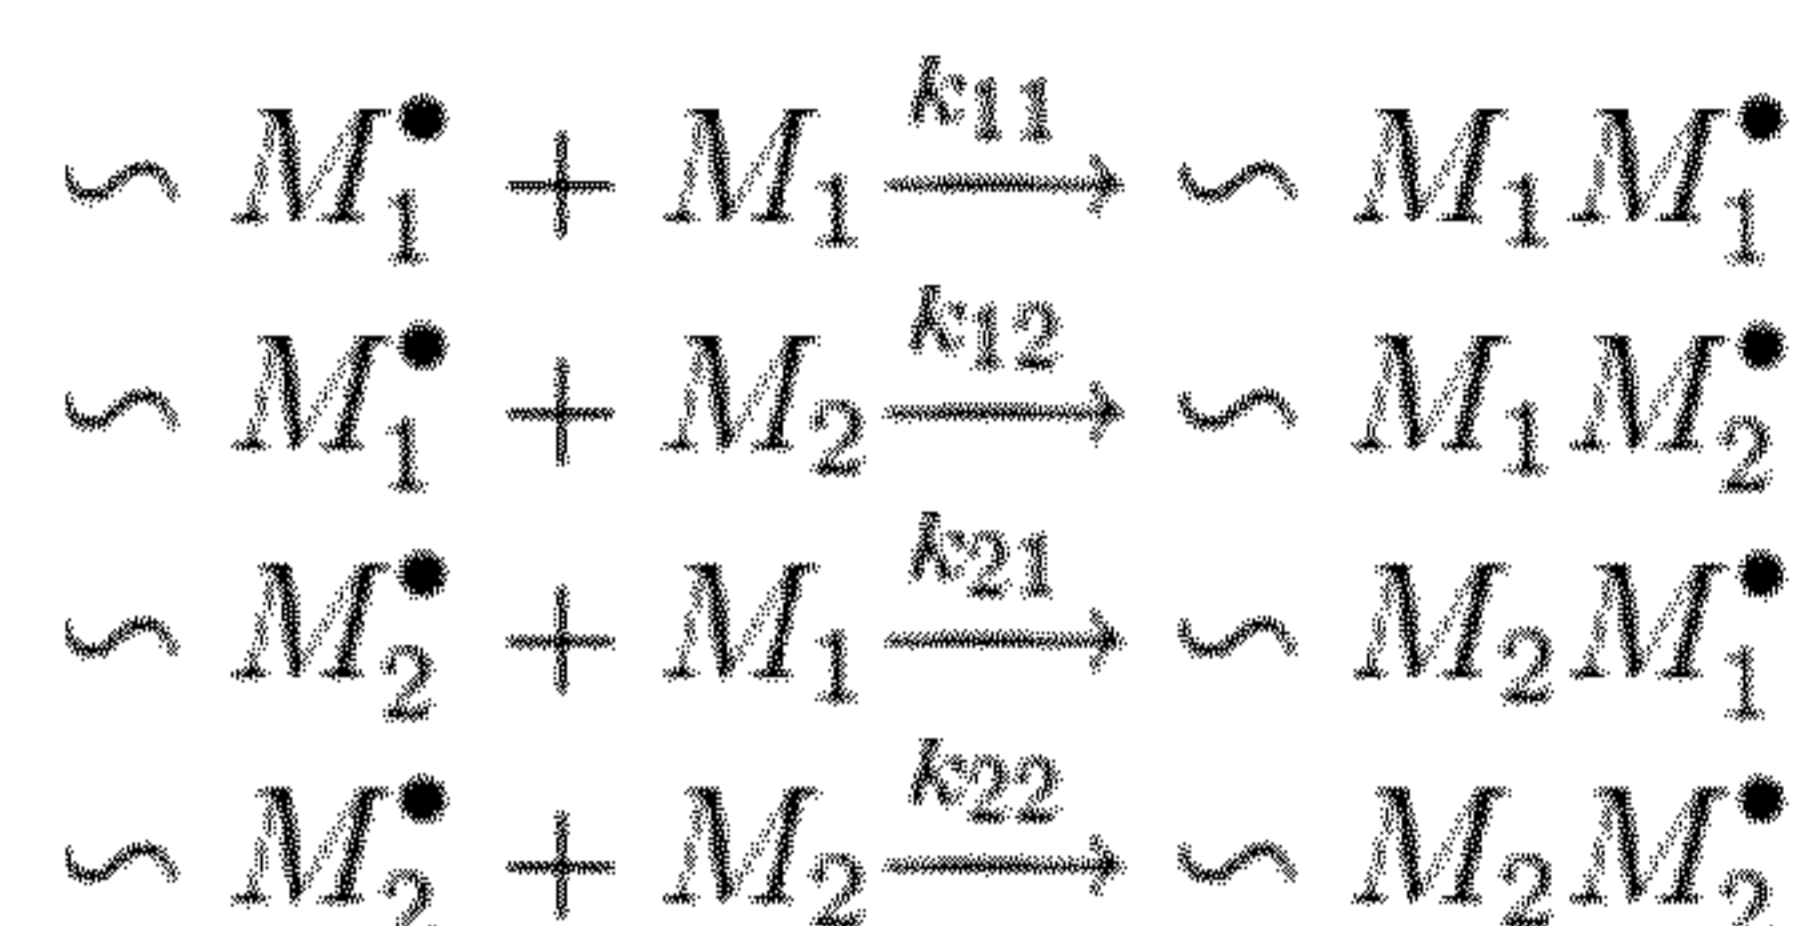 ∽ M₁• + M₁ k₁₁→ ∽ M₁M₁•
∽ M₁• + M₂ k₁₂→ ∽ M₁M₂•
∽ M₂• + M₁ k₂₁→ ∽ M₂M₁•
∽ M₂• + M₂ k₂₂→ ∽ M₂M₂•